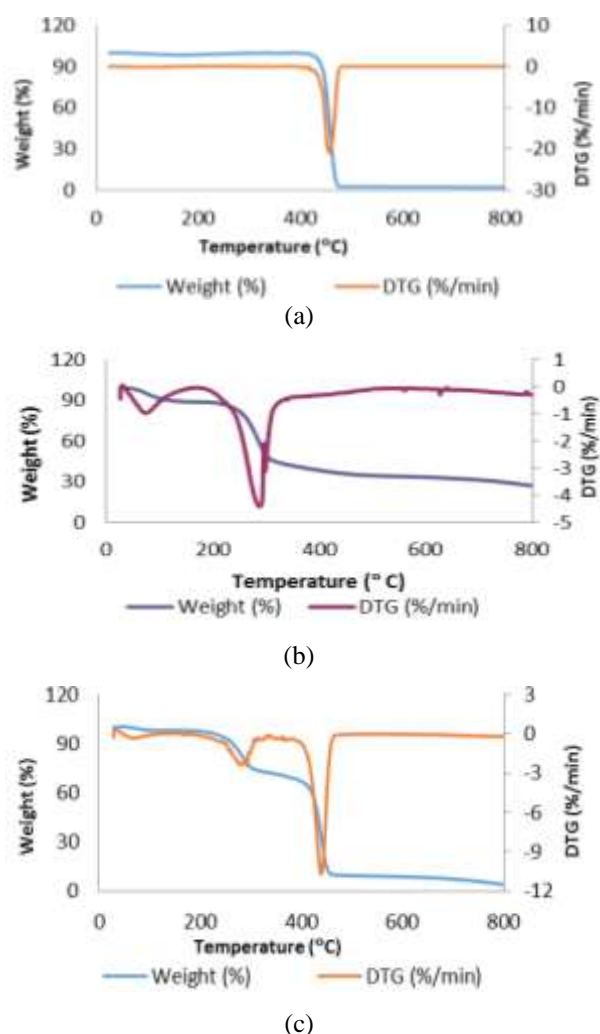 120 10
90 0
60 -10
30 -20
0 -30
0 200 400 600 800
Weight (%)
DTG (%/min)
Temperature (°C)
Weight (%) DTG (%/min)
(a)
120 1
90 0
-1
60 -2
30 -3
-4
0 -5
0 200 400 600 800
Weight (%)
DTG (%/min)
Temperature (° C)
Weight (%) DTG (%/min)
(b)
120 3
90 0
-3
60 -6
30 -9
0 -12
0 200 400 600 800
Weight (%)
DTG (%/min)
Temperature (°C)
Weight (%) DTG (%/min)
(c)